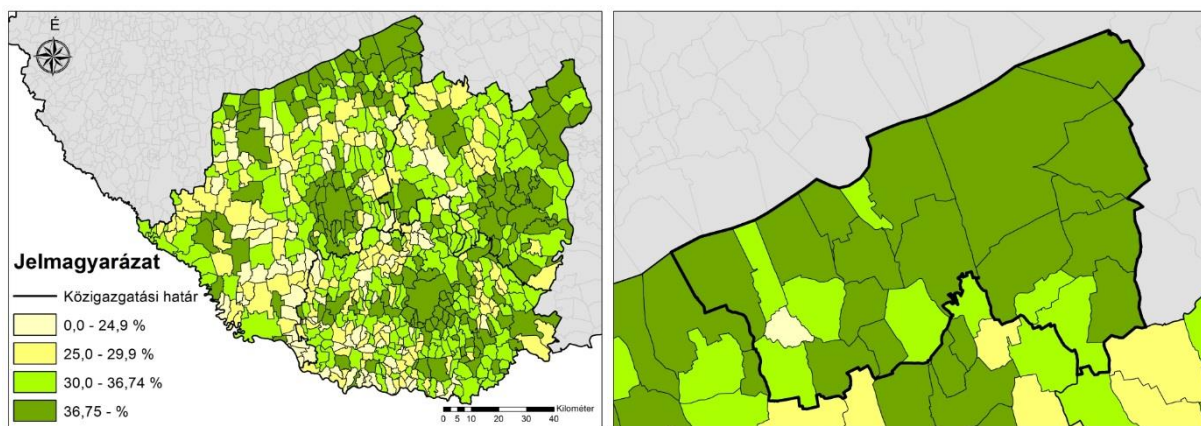 É
Jelmagyarázat
Közigazgatási határ
0,0 - 24,9 %
25,0 - 29,9 %
30,0 - 36,74 %
36,75 - %
Kilométer
0 5 10 20 30 40